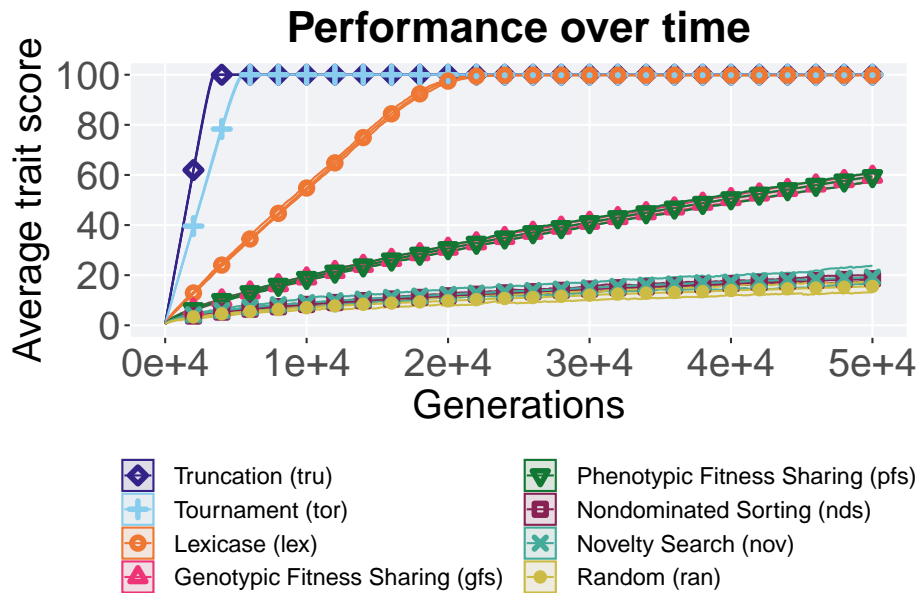 Performance over time
Average trait score
100
80
60
40
20
0
0e+4 1e+4 2e+4 3e+4 4e+4 5e+4
Generations
Truncation (tru)
Tournament (tor)
Lexicase (lex)
Genotypic Fitness Sharing (gfs)
Phenotypic Fitness Sharing (pfs)
Nondominated Sorting (nds)
Novelty Search (nov)
Random (ran)